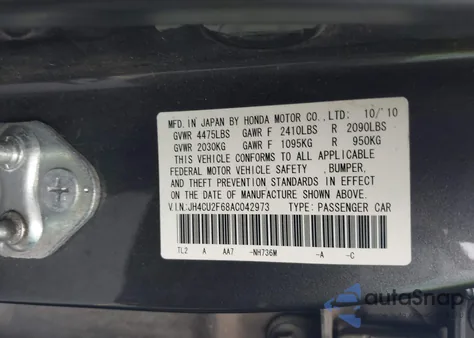 MFD. IN JAPAN BY HONDA MOTOR CO.,LTD: 10/10
GVWR 4475LBS GAWR F 2410LBS R 2090LBS
GVWR 2030KG GAWR F 1095KG R 950KG
THIS VEHICLE CONFORMS TO ALL APPLICABLE
FEDERAL MOTOR VEHICLE SAFETY ,BUMPER,
AND THEFT PREVENTION STANDARDS IN EFFECT
ON THE DATE OF MANUFACTURE SHOWN ABOVE.
V.I.N:JH4CU2F68AC042973 TYPE: PASSENGER CAR
TL2 A AA7 -NH736M -A -C
autaSnap